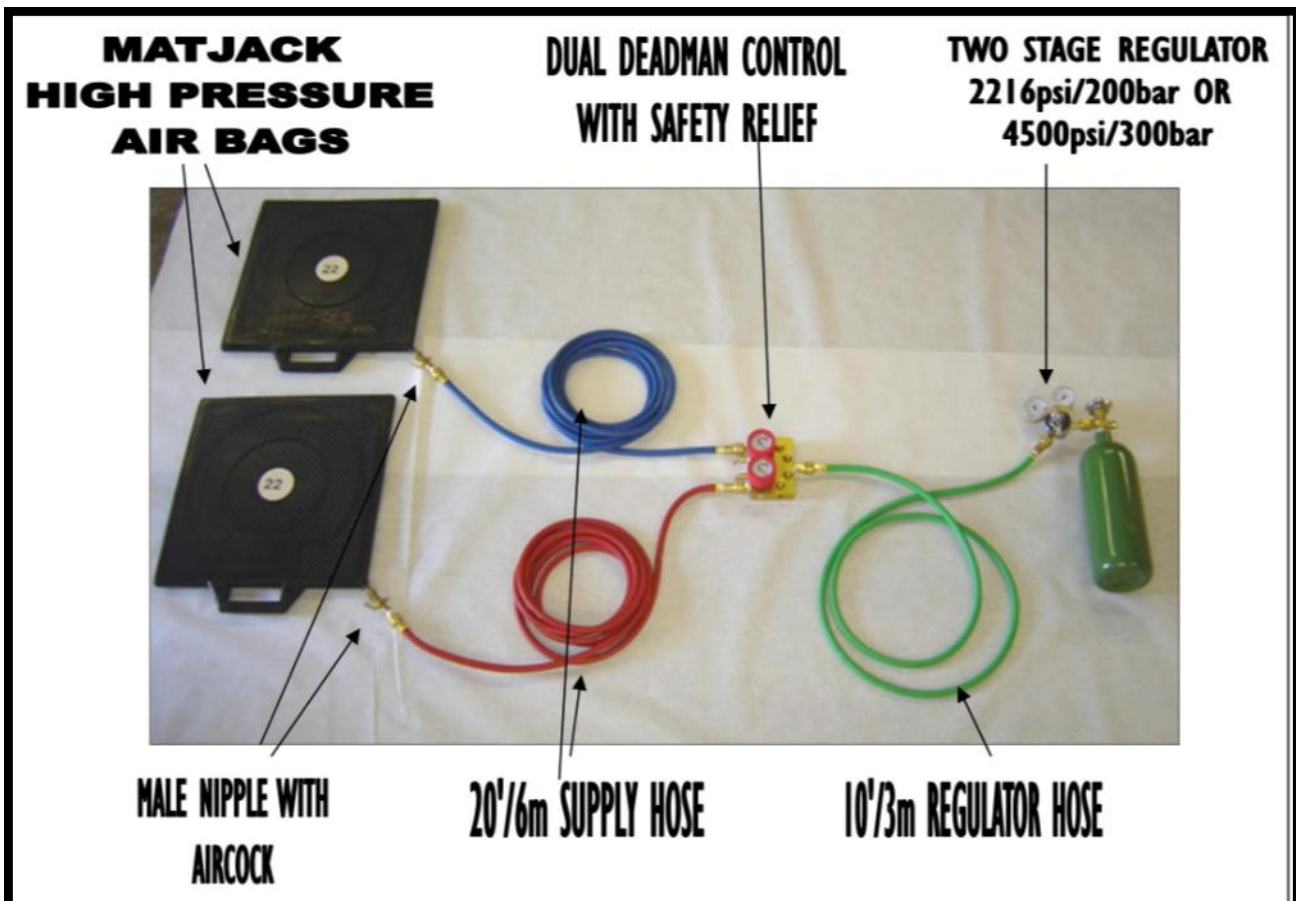 MATJACK
HIGH PRESSURE
AIR BAGS
DUAL DEADMAN CONTROL
WITH SAFETY RELIEF
TWO STAGE REGULATOR
2216psi/200bar OR
4500psi/300bar
22
22
MALE NIPPLE WITH
AIRCOCK
20'/6m SUPPLY HOSE
10'/3m REGULATOR HOSE